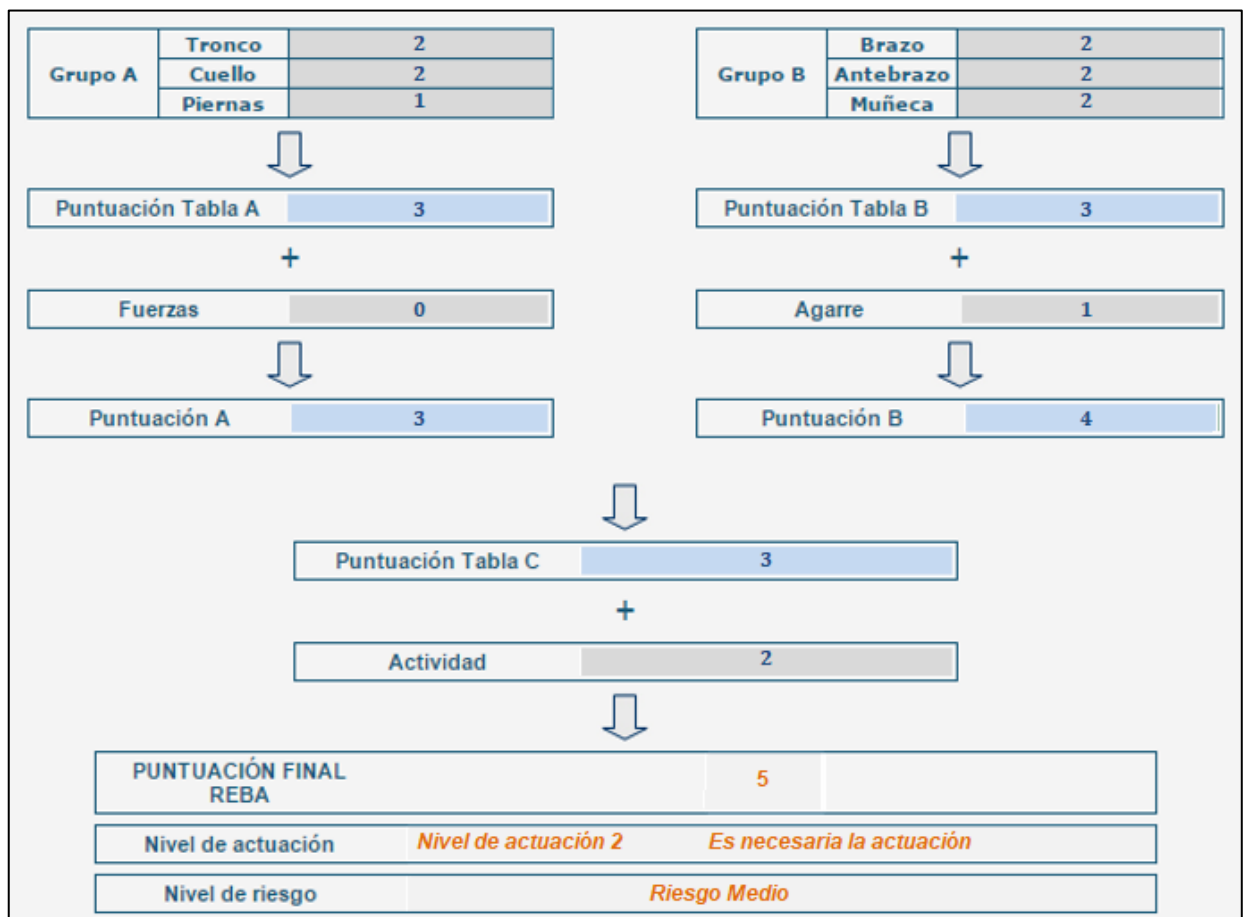 Grupo A
Tronco 2
Cuello 2
Piernas 1
Grupo B
Brazo 2
Antebrazo 2
Muñeca 2
Puntuación Tabla A 3
Puntuación Tabla B 3
+
+
Fuerzas 0
Agarre 1
Puntuación A 3
Puntuación B 4
Puntuación Tabla C 3
+
Actividad 2
PUNTUACIÓN FINAL
REBA
5
Nivel de actuación Nivel de actuación 2 Es necesaria la actuación
Nivel de riesgo Riesgo Medio